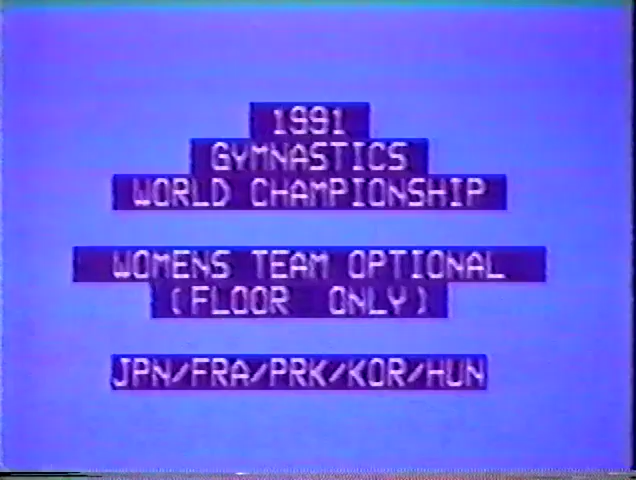 1991
GYMNASTICS
WORLD CHAMPIONSHIP
WOMENS TEAM OPTIONAL
(FLOOR ONLY)
JPN/FRA/PRK/KOR/HUN